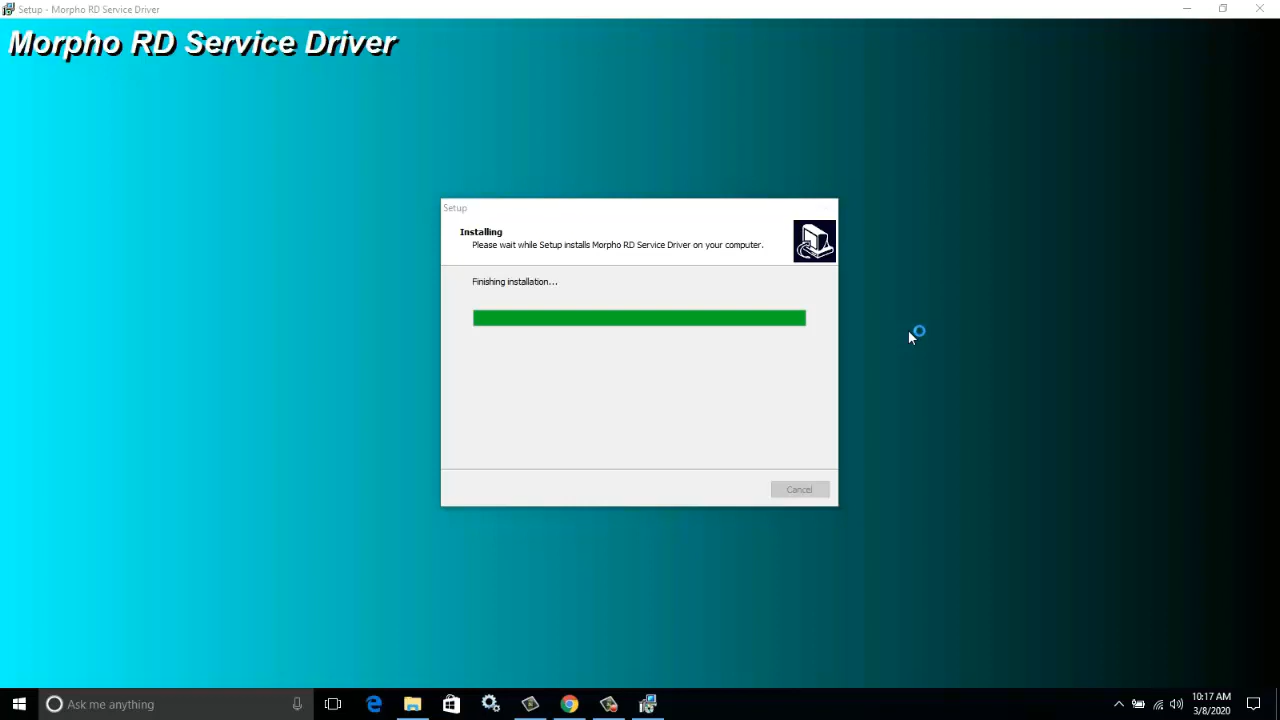 Setup - Morpho RD Service Driver
Morpho RD Service Driver
Setup
Installing
Please wait while Setup installs Morpho RD Service Driver on your computer.
Finishing installation...
Cancel
Ask me anything
10:17 AM
3/8/2020